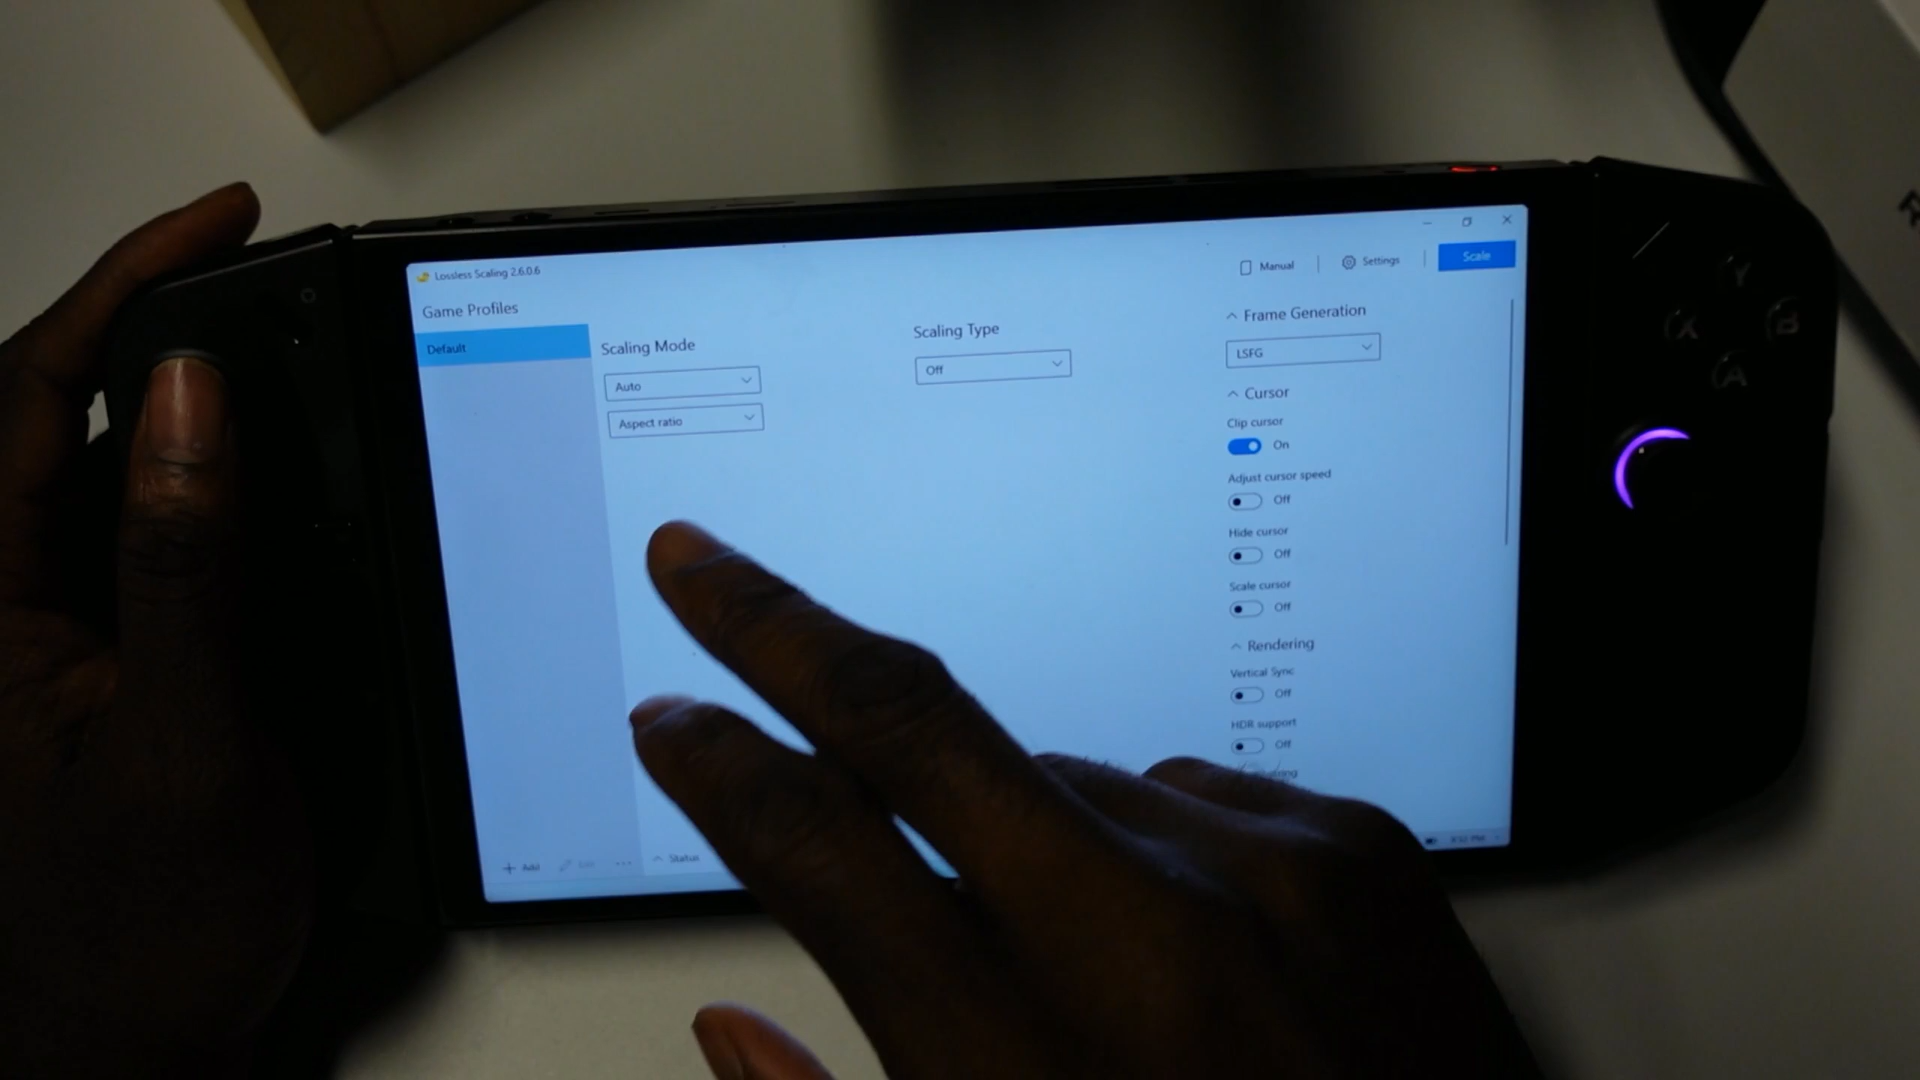 Lossless Scaling 2.6.0.6
Manual
Settings
Scale
Game Profiles
Default
Scaling Mode
Auto
Aspect ratio
Scaling Type
Off
Frame Generation
LSFG
Cursor
Clip cursor
On
Adjust cursor speed
Off
Hide cursor
Off
Scale cursor
Off
Rendering
Vertical Sync
Off
HDR support
Off
Add
Edit
Status
Y
X
B
A